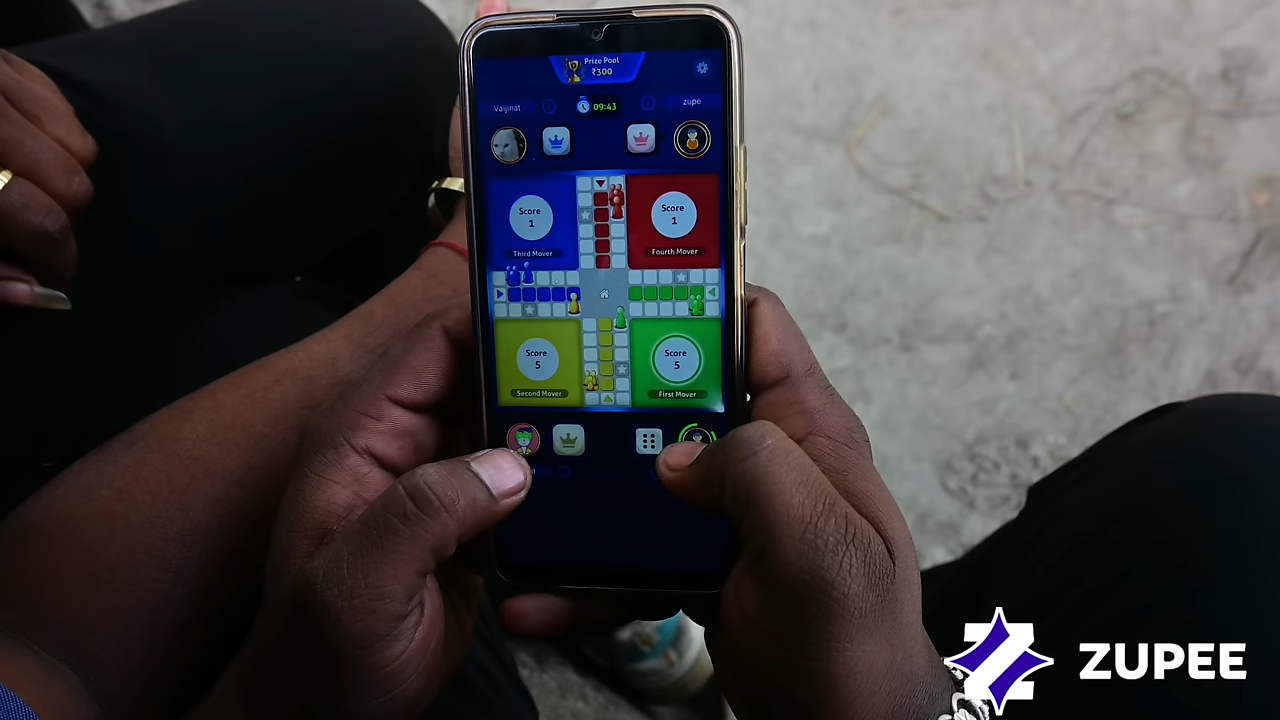 Prize Pool
₹300
Vaijinat
09:43
zupe
Score
1
Third Mover
Score
1
Fourth Mover
Score
5
Second Mover
Score
5
First Mover
ZUPEE